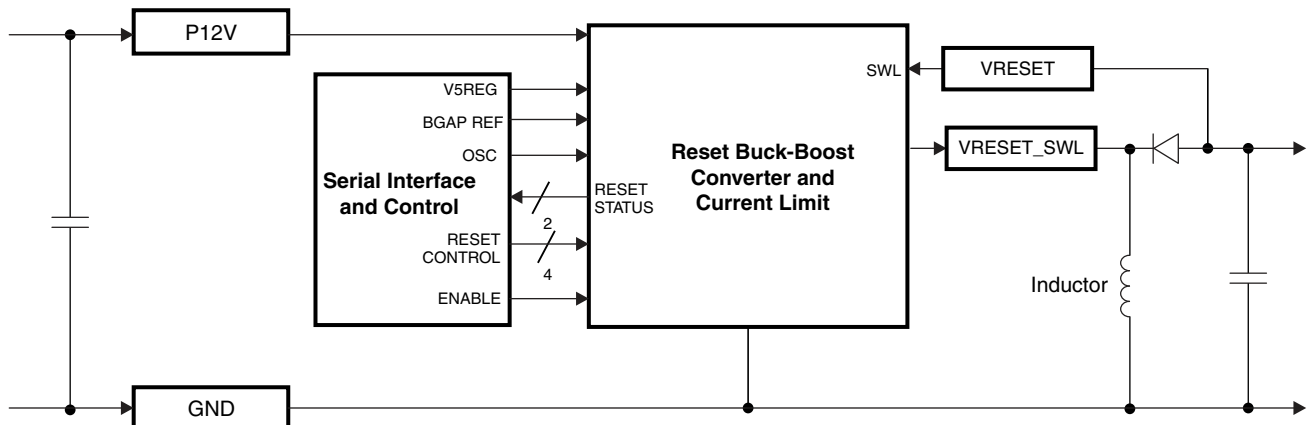 P12V
SWL
VRESET
V5REG
BGAP REF
OSC
VRESET_SWL
Reset Buck-Boost
Converter and
Current Limit
Serial Interface
and Control
RESET
STATUS
2
RESET
CONTROL
4
ENABLE
Inductor
GND